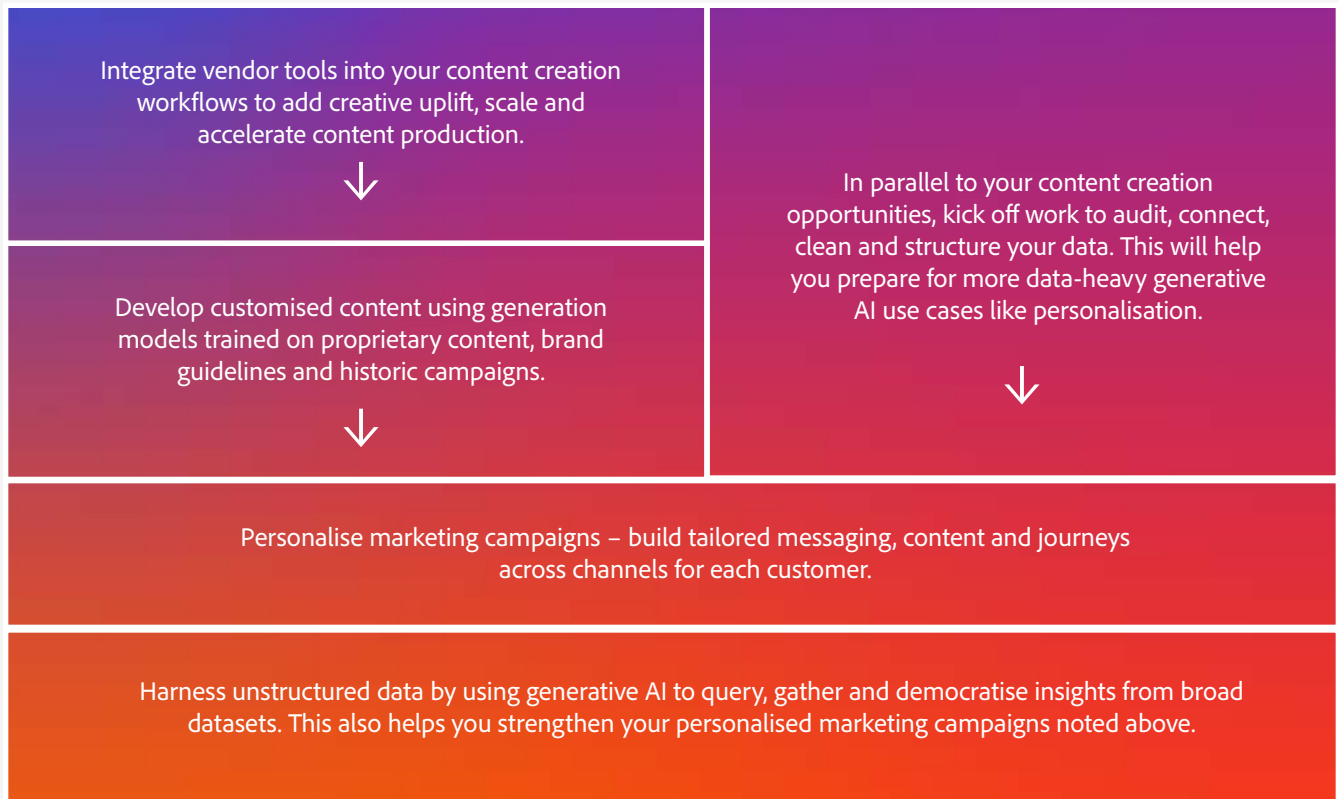 Integrate vendor tools into your content creation
workflows to add creative uplift, scale and
accelerate content production.
In parallel to your content creation
opportunities, kick off work to audit, connect,
clean and structure your data. This will help
you prepare for more data-heavy generative
AI use cases like personalisation.
Develop customised content using generation
models trained on proprietary content, brand
guidelines and historic campaigns.
Personalise marketing campaigns – build tailored messaging, content and journeys
across channels for each customer.
Harness unstructured data by using generative AI to query, gather and democratise insights from broad
datasets. This also helps you strengthen your personalised marketing campaigns noted above.